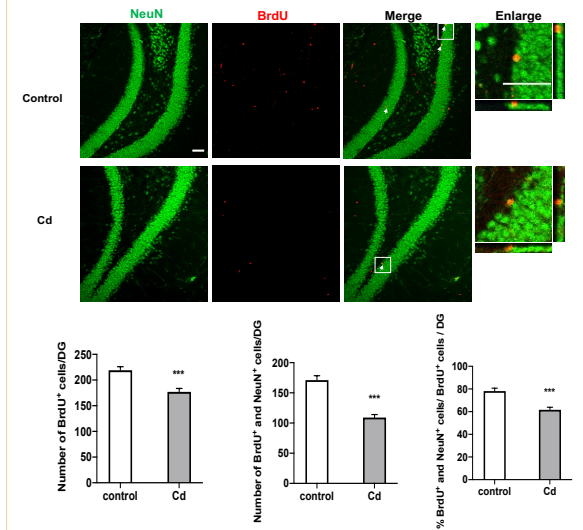 NeuN BrdU Merge Enlarge
Control
Cd
Number of BrdU⁺ cells/DG
250
200
150
100
50
0
***
control Cd
Number of BrdU⁺ and NeuN⁺ cells/DG
200
150
100
50
0
***
control Cd
% BrdU⁺ and NeuN⁺ cells/ BrdU⁺ cells / DG
100
80
60
40
20
0
***
control Cd